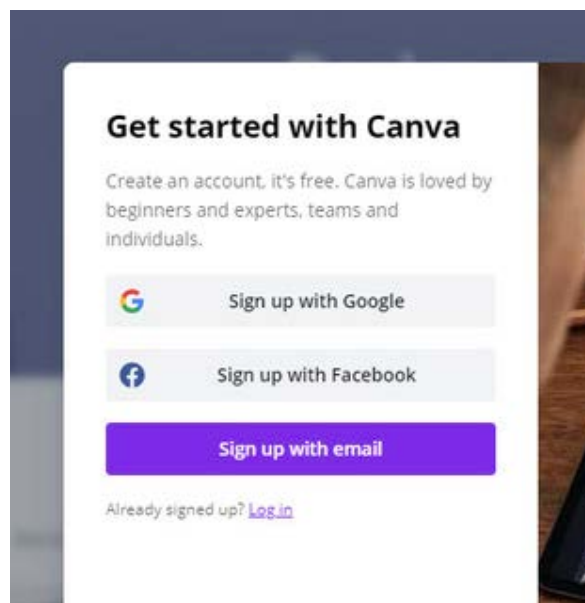 Get started with Canva
Create an account, it's free. Canva is loved by
beginners and experts, teams and
individuals.
Sign up with Google
Sign up with Facebook
Sign up with email
Already signed up? Log in